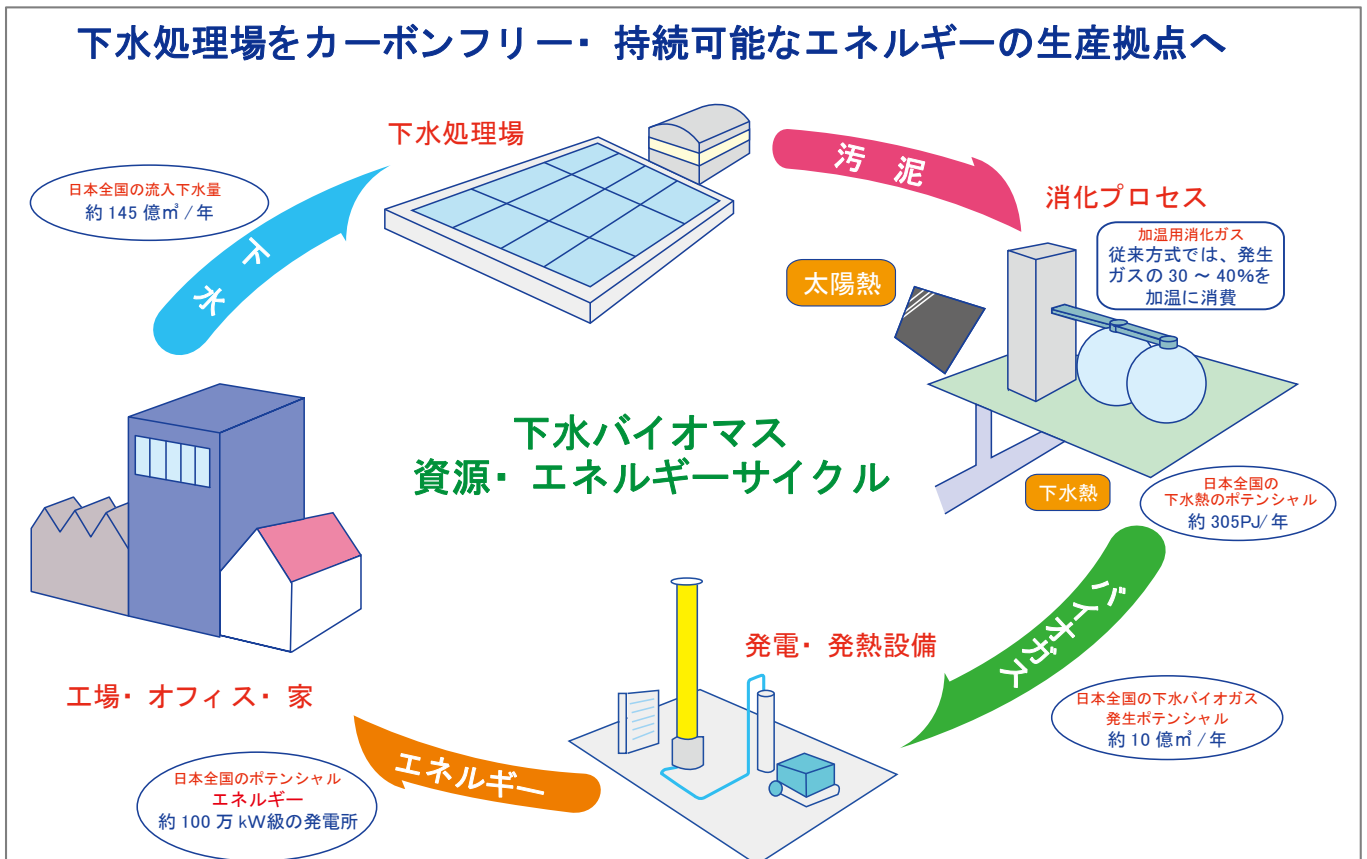 下水処理場をカーボンフリー・持続可能なエネルギーの生産拠点へ
下水処理場
汚泥
日本全国の流入下水量
約 145 億㎥ / 年
下水
消化プロセス
加温用消化ガス
従来方式では、発生
ガスの 30 ～ 40%を
加温に消費
太陽熱
下水バイオマス
資源・エネルギーサイクル
下水熱
日本全国の
下水熱のポテンシャル
約 305PJ/ 年
バイオガス
発電・発熱設備
工場・オフィス・家
日本全国の下水バイオガス
発生ポテンシャル
約 10 億㎥ / 年
エネルギー
日本全国のポテンシャル
エネルギー
約 100 万 kW級の発電所